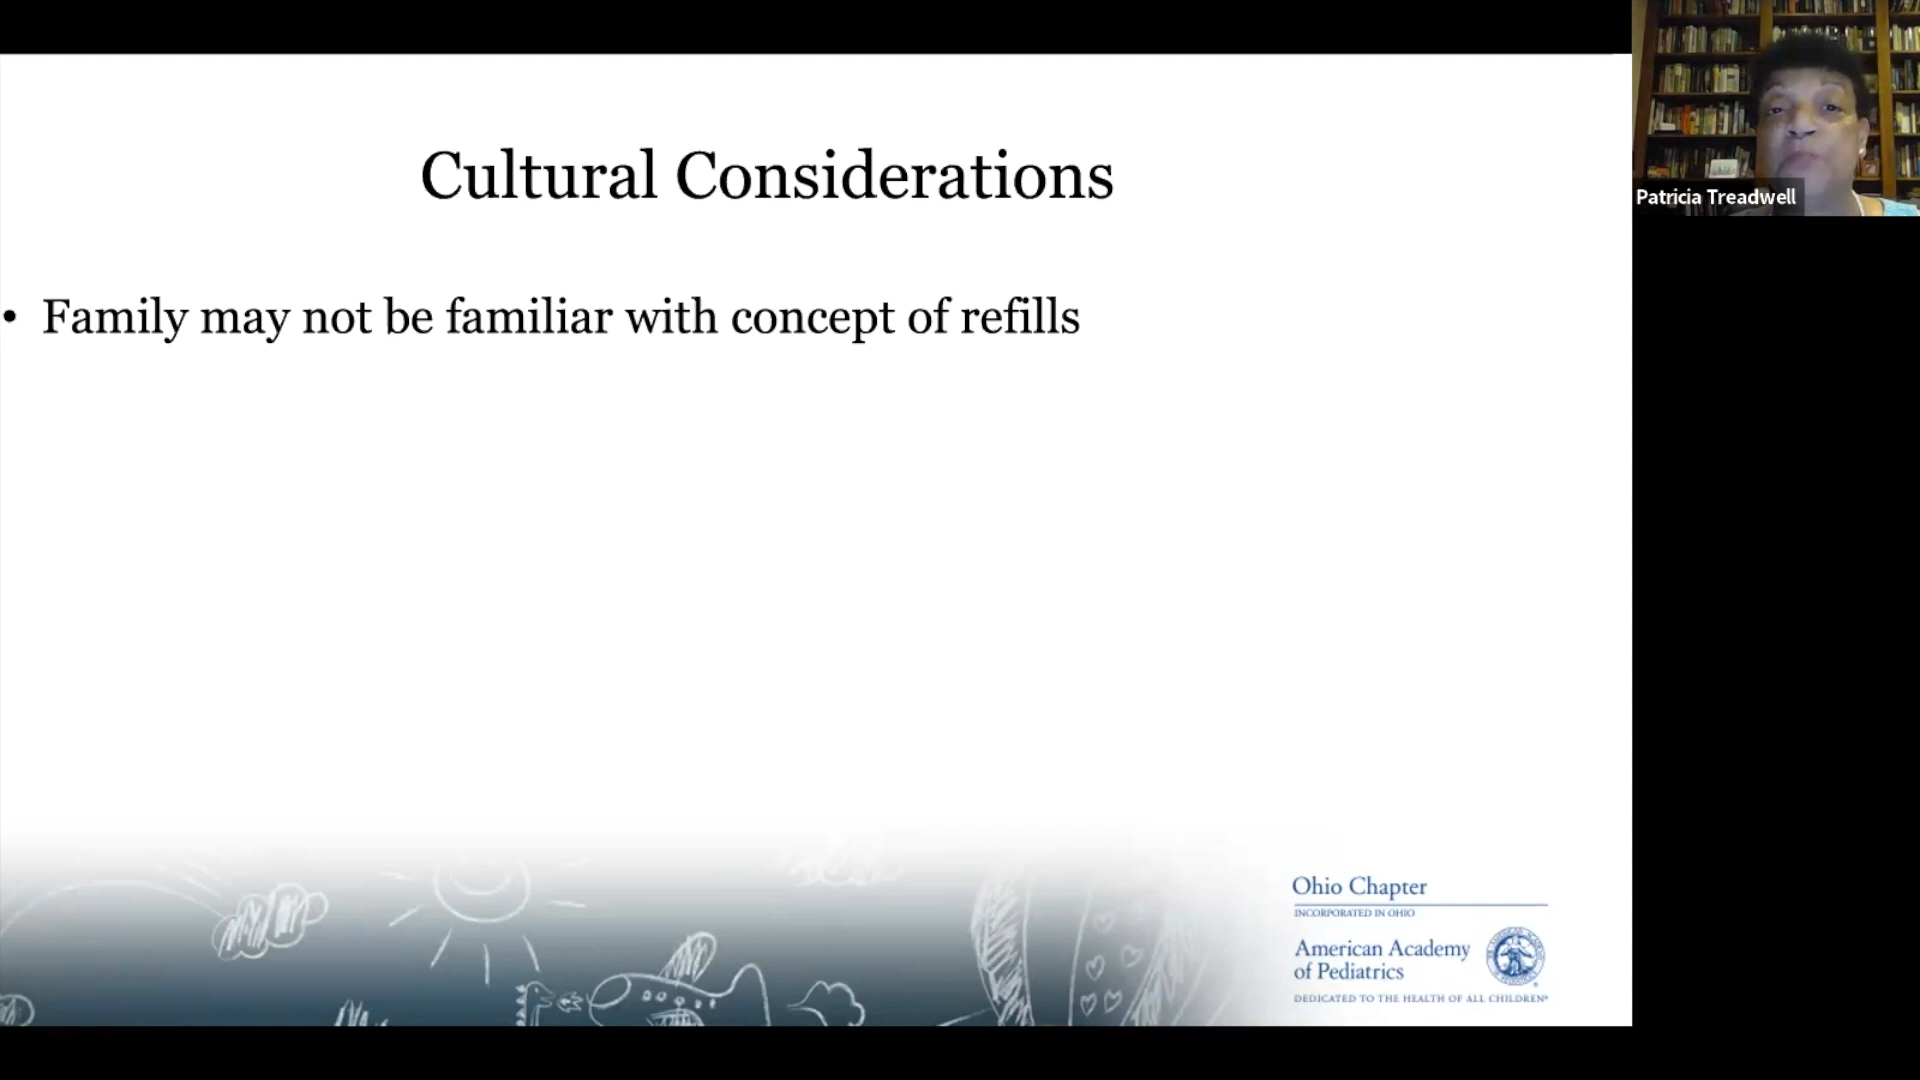 Cultural Considerations
• Family may not be familiar with concept of refills
Patricia Treadwell
Ohio Chapter
INCORPORATED IN OHIO
American Academy
of Pediatrics
DEDICATED TO THE HEALTH OF ALL CHILDREN®